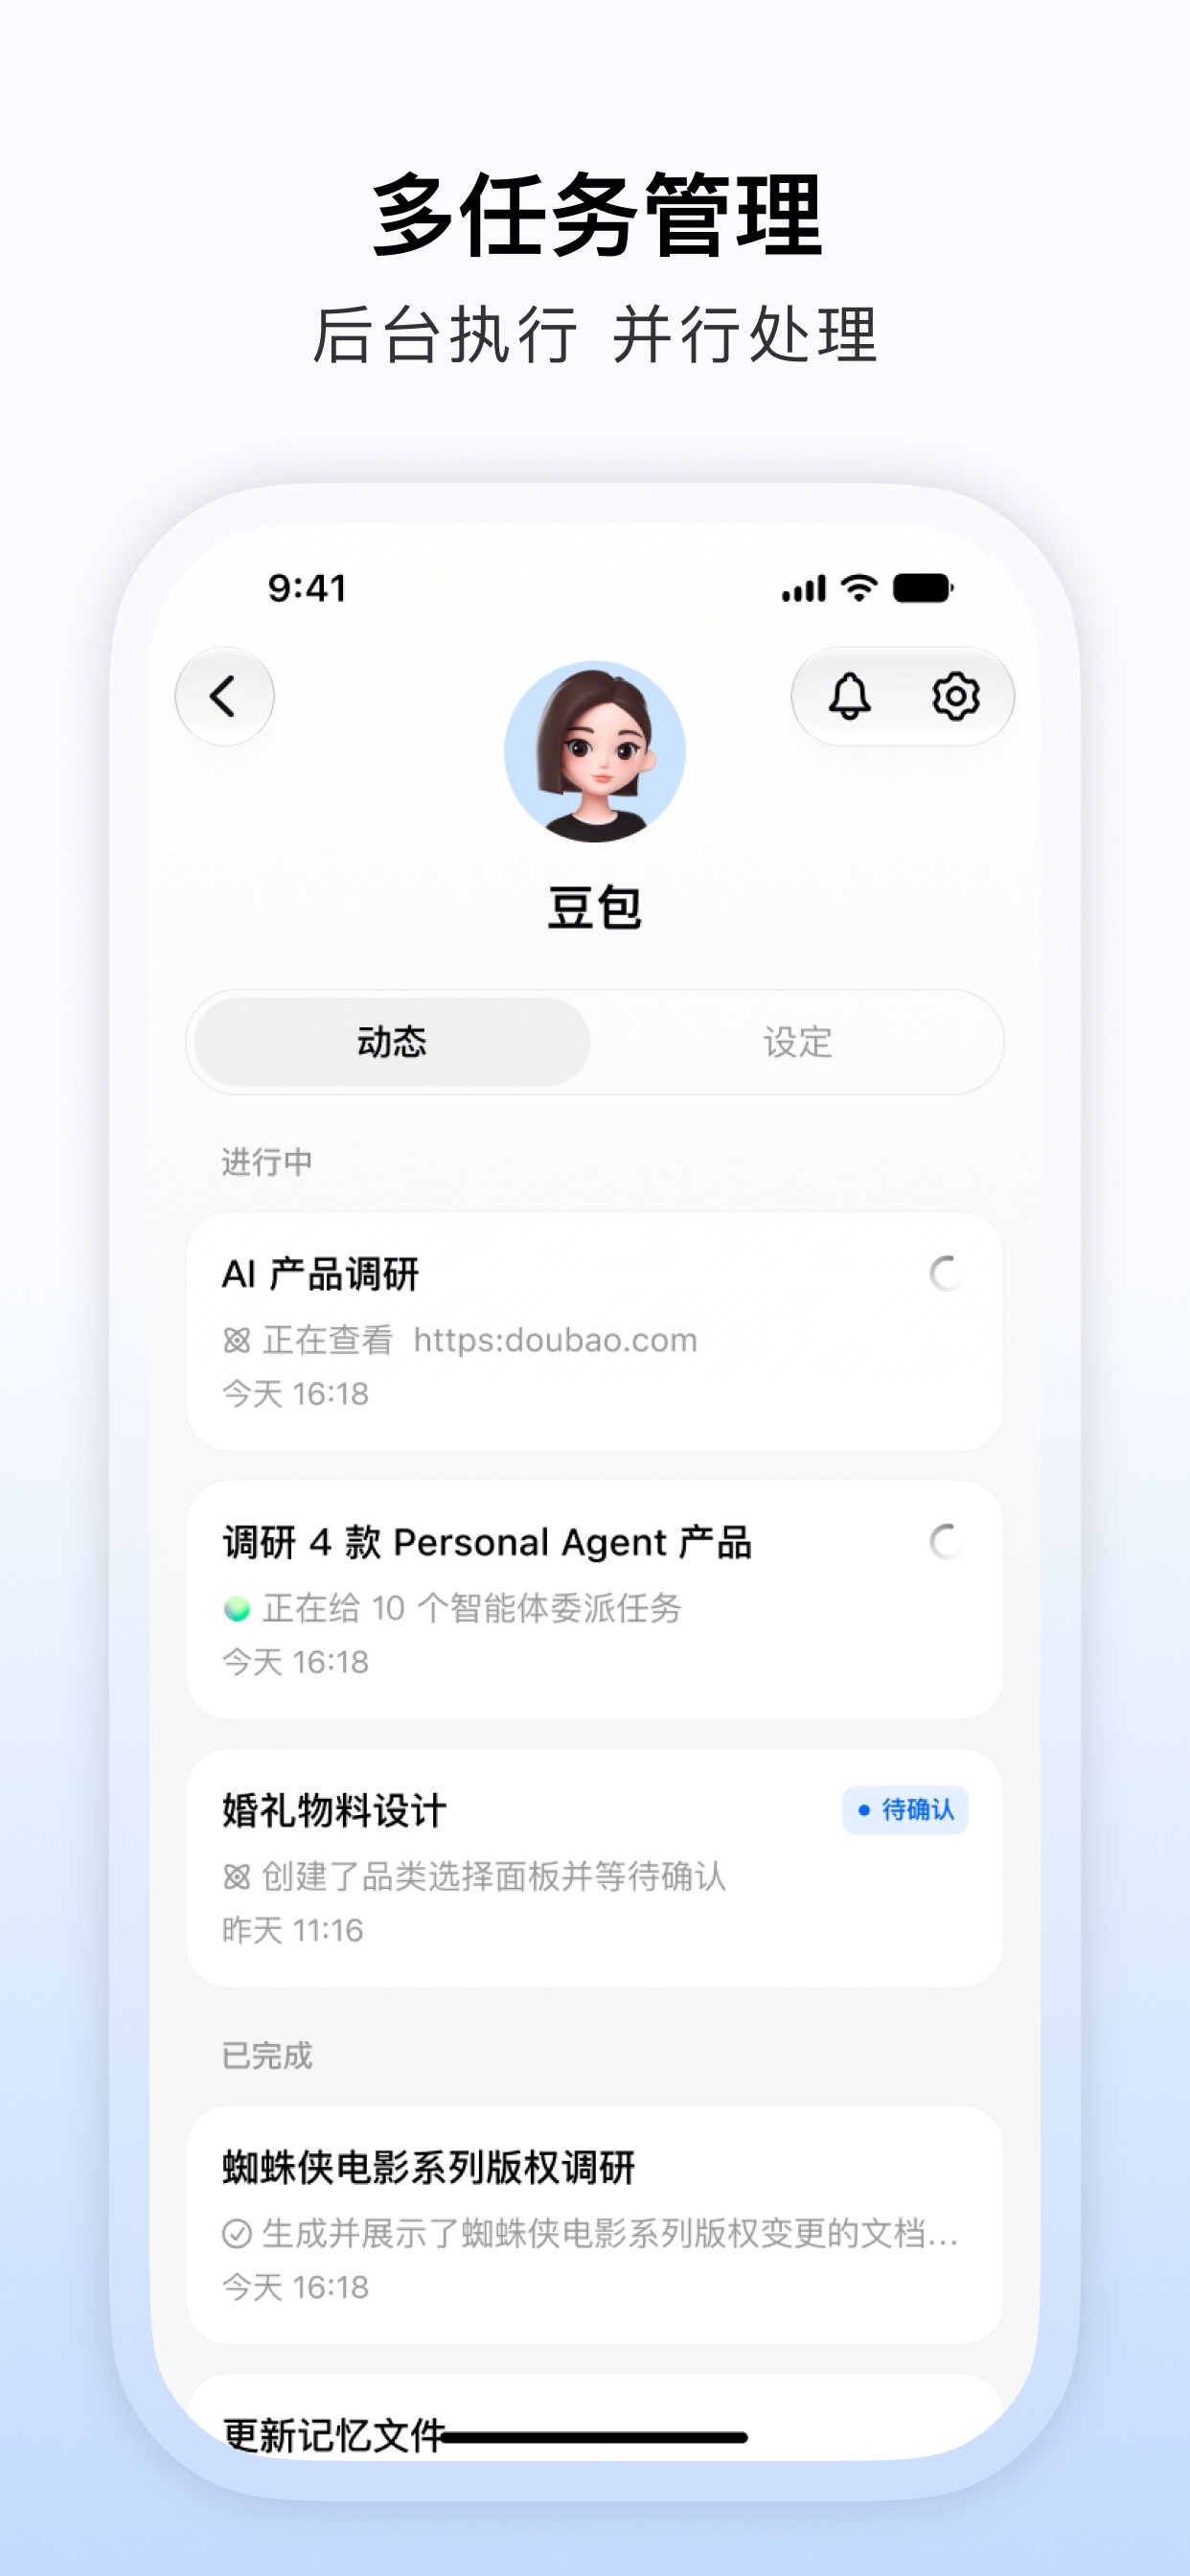 多任务管理
后台执行 并行处理
9:41
豆包
动态
设定
进行中
AI 产品调研
正在查看 https:doubao.com
今天 16:18
调研 4 款 Personal Agent 产品
正在给 10 个智能体委派任务
今天 16:18
婚礼物料设计
待确认
创建了品类选择面板并等待确认
昨天 11:16
已完成
蜘蛛侠电影系列版权调研
生成并展示了蜘蛛侠电影系列版权变更的文档...
今天 16:18
更新记忆文件